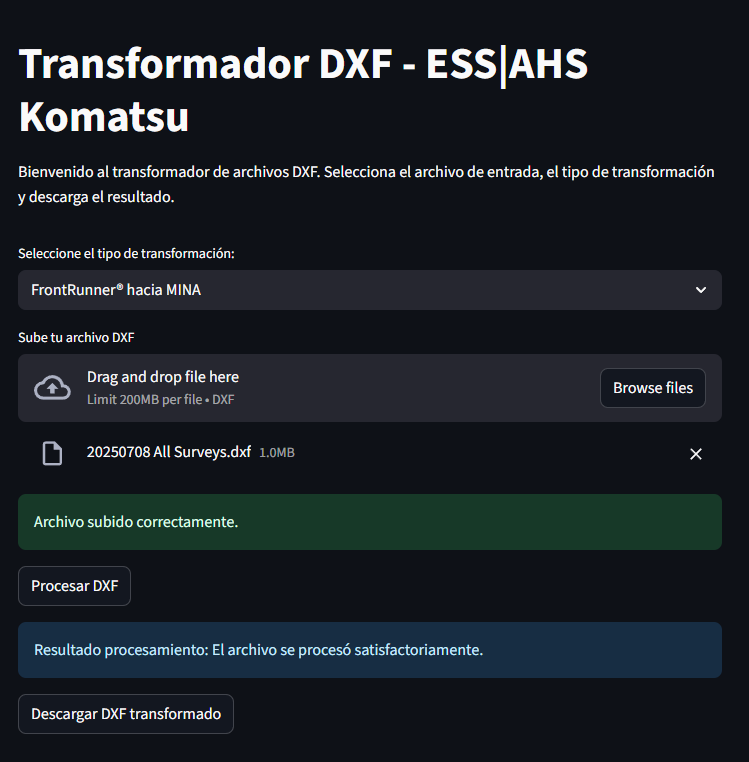 Transformador DXF - ESS|AHS
Komatsu
Bienvenido al transformador de archivos DXF. Selecciona el archivo de entrada, el tipo de transformación
y descarga el resultado.
Seleccione el tipo de transformación:
FrontRunner® hacia MINA
Sube tu archivo DXF
Drag and drop file here
Limit 200MB per file • DXF
Browse files
20250708 All Surveys.dxf 1.0MB
Archivo subido correctamente.
Procesar DXF
Resultado procesamiento: El archivo se procesó satisfactoriamente.
Descargar DXF transformado